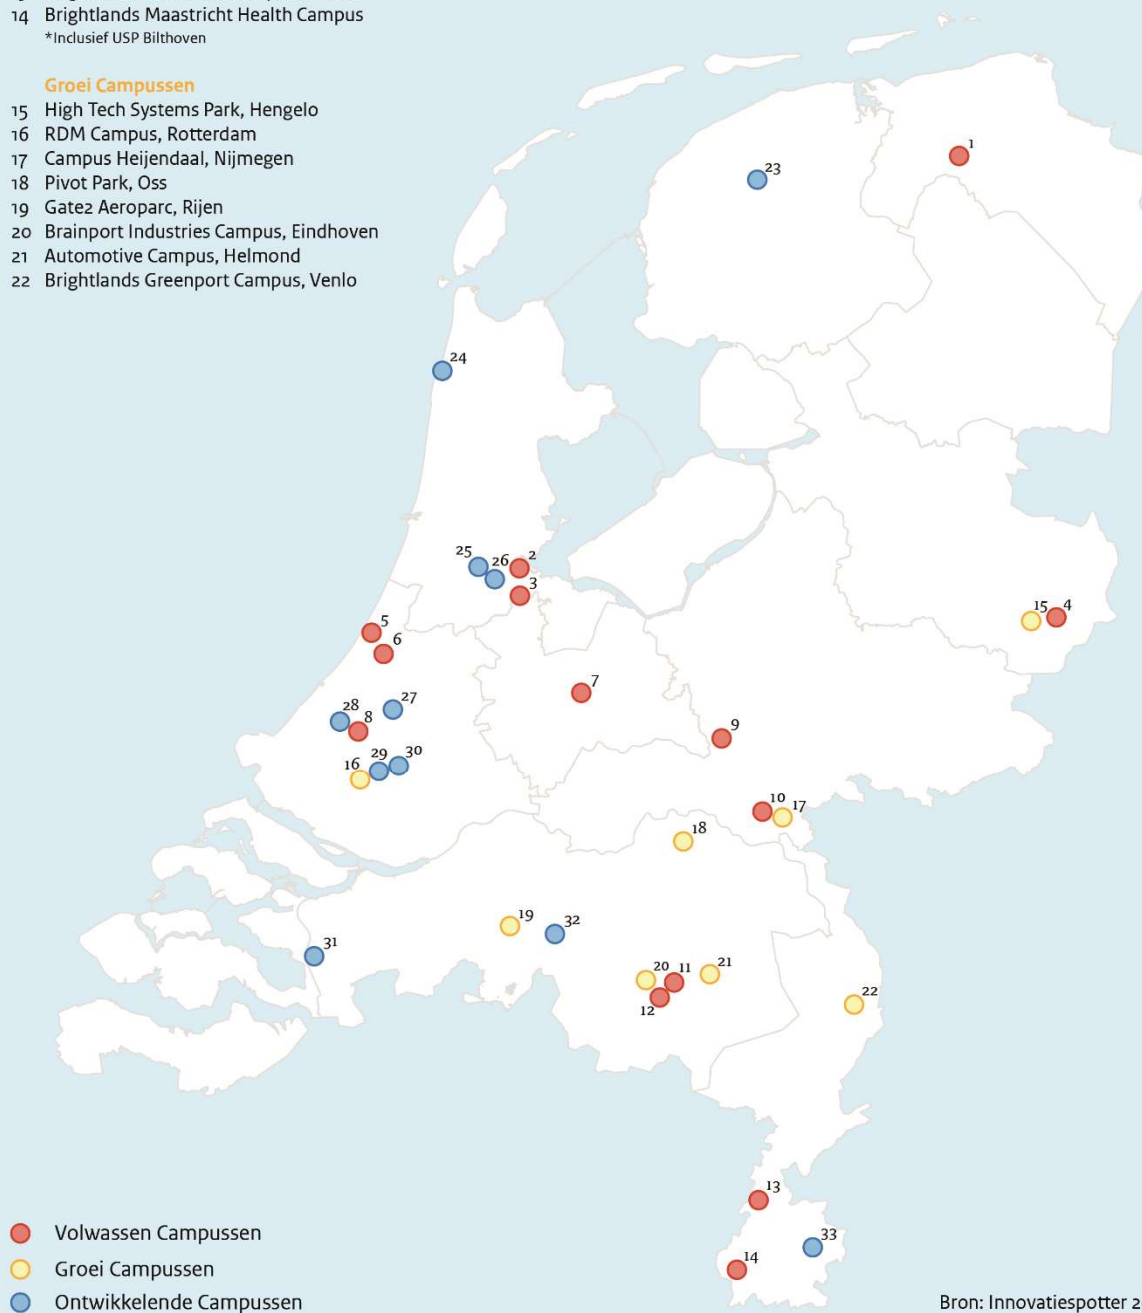 14 Brightlands Maastricht Health Campus
*Inclusief USP Bilthoven
Groei Campussen
15 High Tech Systems Park, Hengelo
16 RDM Campus, Rotterdam
17 Campus Heijendaal, Nijmegen
18 Pivot Park, Oss
19 Gate2 Aeroparc, Rijen
20 Brainport Industries Campus, Eindhoven
21 Automotive Campus, Helmond
22 Brightlands Greenport Campus, Venlo
1
23
24
25
26
2
3
15
4
5
6
7
27
28
8
9
29
30
16
10
17
18
19
32
31
20
11
21
12
22
13
33
14
Volwassen Campussen
Groei Campussen
Ontwikkelende Campussen
Bron: Innovatiespotter 2